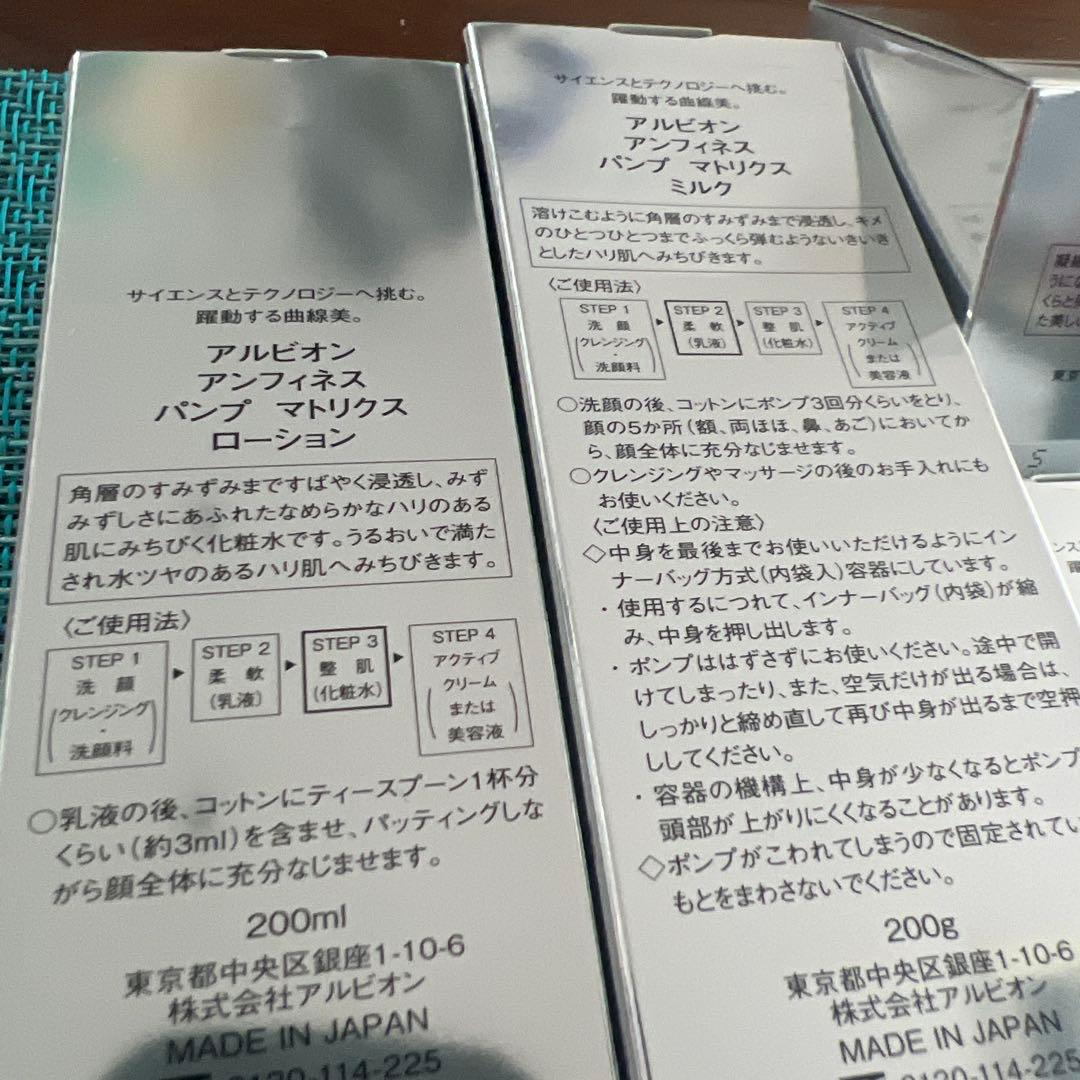 サイエンスとテクノロジーへ挑む。
躍動する曲線美。
アルビオン
アンフィネス
パンプ マトリクス
ローション
角層のすみずみまですばやく浸透し、みず
みずしさにあふれたなめらかなハリのある
肌にみちびく化粧水です。うるおいで満た
され水ツヤのあるハリ肌へみちびきます。
〈ご使用法〉
STEP 1
洗 顔
(クレンジング
・
洗顔料)
STEP 2
柔 軟
(乳液)
STEP 3
整 肌
(化粧水)
STEP 4
アクティブ
(クリーム
または
美容液)
○乳液の後、コットンにティースプーン1杯分
くらい(約3ml)を含ませ、パッティングしな
がら顔全体に充分なじませます。
200ml
東京都中央区銀座1-10-6
株式会社アルビオン
MADE IN JAPAN
0120-114-225
サイエンスとテクノロジーへ挑む。
躍動する曲線美。
アルビオン
アンフィネス
パンプ マトリクス
ミルク
溶けこむように角層のすみずみまで浸透し、キメ
のひとつひとつまでふっくら弾むようないきいき
としたハリ肌へみちびきます。
〈ご使用法〉
STEP 1
洗 顔
(クレンジング
・
洗顔料)
STEP 2
柔 軟
(乳液)
STEP 3
整 肌
(化粧水)
STEP 4
アクティブ
(クリーム
または
美容液)
○洗顔の後、コットンにポンプ3回分くらいをとり、
顔の5か所(額、両ほほ、鼻、あご)においてか
ら、顔全体に充分なじませます。
○クレンジングやマッサージの後のお手入れにも
お使いください。
〈ご使用上の注意〉
◇中身を最後までお使いいただけるようにイン
ナーバッグ方式(内袋入)容器にしています。
・使用するにつれて、インナーバッグ(内袋)が縮
み、中身を押し出します。
・ポンプははずさずにお使いください。途中で開
けてしまったり、また、空気だけが出る場合は、
しっかりと締め直して再び中身が出るまで空押
ししてください。
・容器の機構上、中身が少なくなるとポンプ
頭部が上がりにくくなることがあります。
◇ポンプがこわれてしまうので固定されてい
もとをまわさないでください。
200g
東京都中央区銀座1-10-6
株式会社アルビオン
MADE IN JAPAN
0120-114-225
うにな
くらと
た美し
東京
5